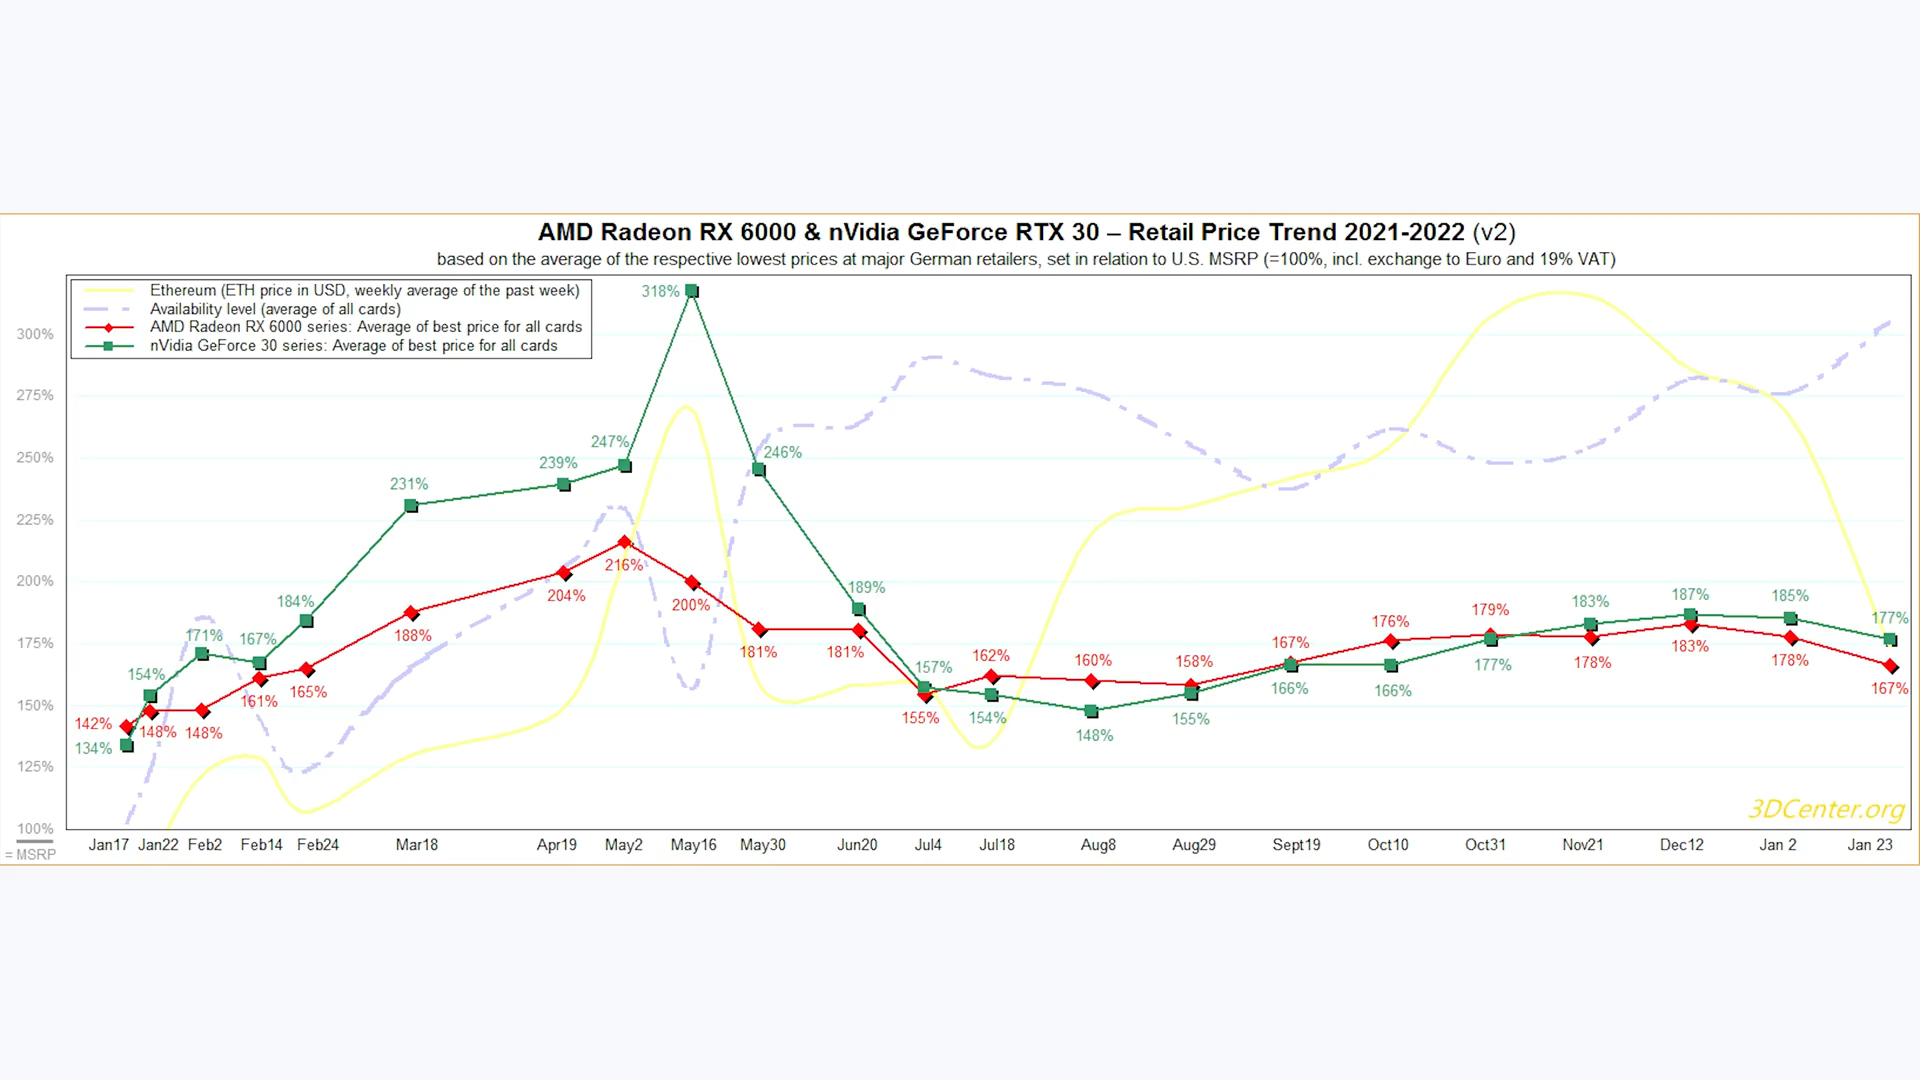 AMD Radeon RX 6000 & nVidia GeForce RTX 30 – Retail Price Trend 2021-2022 (v2)
based on the average of the respective lowest prices at major German retailers, set in relation to U.S. MSRP (=100%, incl. exchange to Euro and 19% VAT)
Ethereum (ETH price in USD, weekly average of the past week)
Availability level (average of all cards)
AMD Radeon RX 6000 series: Average of best price for all cards
nVidia GeForce 30 series: Average of best price for all cards
300%
275%
250%
225%
200%
175%
150%
125%
100%
= MSRP
134% 154% 171% 167% 184% 231% 239% 247% 318% 246% 189% 157% 154% 148% 155% 166% 166% 177% 183% 187% 185% 177%
142% 148% 148% 161% 165% 188% 204% 216% 200% 181% 181% 155% 162% 160% 158% 167% 176% 179% 178% 183% 178% 167%
3DCenter.org
Jan17 Jan22 Feb2 Feb14 Feb24 Mar18 Apr19 May2 May16 May30 Jun20 Jul4 Jul18 Aug8 Aug29 Sept19 Oct10 Oct31 Nov21 Dec12 Jan 2 Jan 23